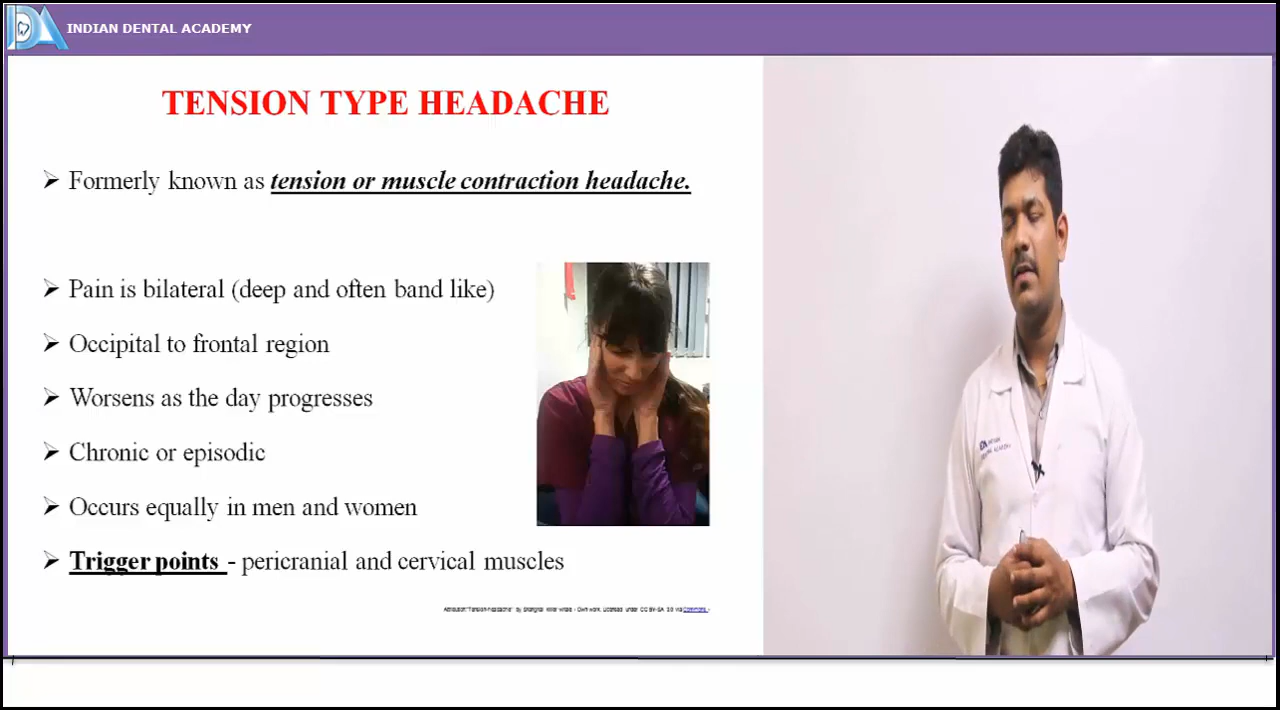 INDIAN DENTAL ACADEMY
TENSION TYPE HEADACHE
➢ Formerly known as tension or muscle contraction headache.
➢ Pain is bilateral (deep and often band like)
➢ Occipital to frontal region
➢ Worsens as the day progresses
➢ Chronic or episodic
➢ Occurs equally in men and women
➢ Trigger points - pericranial and cervical muscles